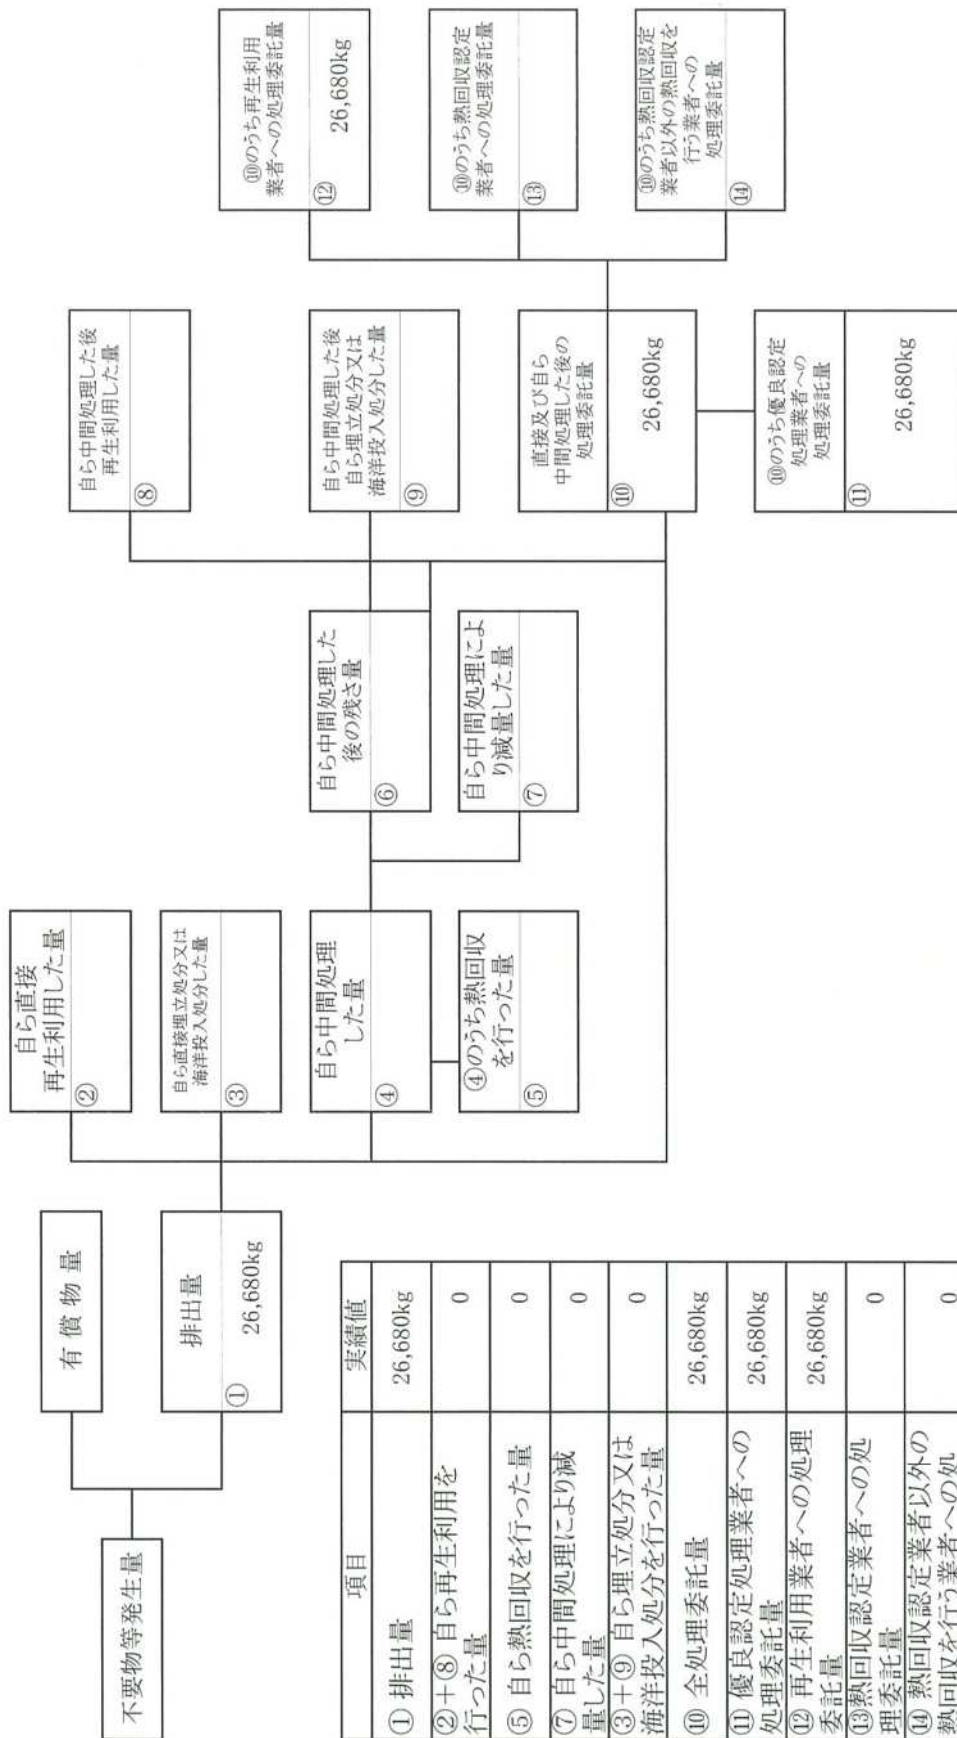 不要物等発生量
有償物量
排出量
①
26,680kg
自ら直接
再生利用した量
②
自ら直接埋立処分又は
海洋投入処分した量
③
自ら中間処理
した量
④
④のうち熱回収
を行った量
⑤
自ら中間処理した
後の残さ量
⑥
自ら中間処理によ
り減量した量
⑦
自ら中間処理した後
再生利用した量
⑧
自ら中間処理した後
自ら埋立処分又は
海洋投入処分した量
⑨
直接及び自ら
中間処理した後の
処理委託量
⑩
26,680kg
⑩のうち優良認定
処理業者への
処理委託量
⑪
26,680kg
⑩のうち再生利用
業者への処理委託量
⑫
26,680kg
⑩のうち熱回収認定
業者への処理委託量
⑬
⑩のうち熱回収認定
業者以外の熱回収を
行う業者への
処理委託量
⑭
項目 実績値
① 排出量 26,680kg
②+⑧ 自ら再生利用を
行った量 0
⑤ 自ら熱回収を行った量 0
⑦ 自ら中間処理により減
量した量 0
③+⑨ 自ら埋立処分又は
海洋投入処分を行った量 0
⑩ 全処理委託量 26,680kg
⑪ 優良認定処理業者への
処理委託量 26,680kg
⑫ 再生利用業者への処理
委託量 26,680kg
⑬熱回収認定業者への処
理委託量 0
⑭ 熱回収認定業者以外の
熱回収を行う業者への処 0